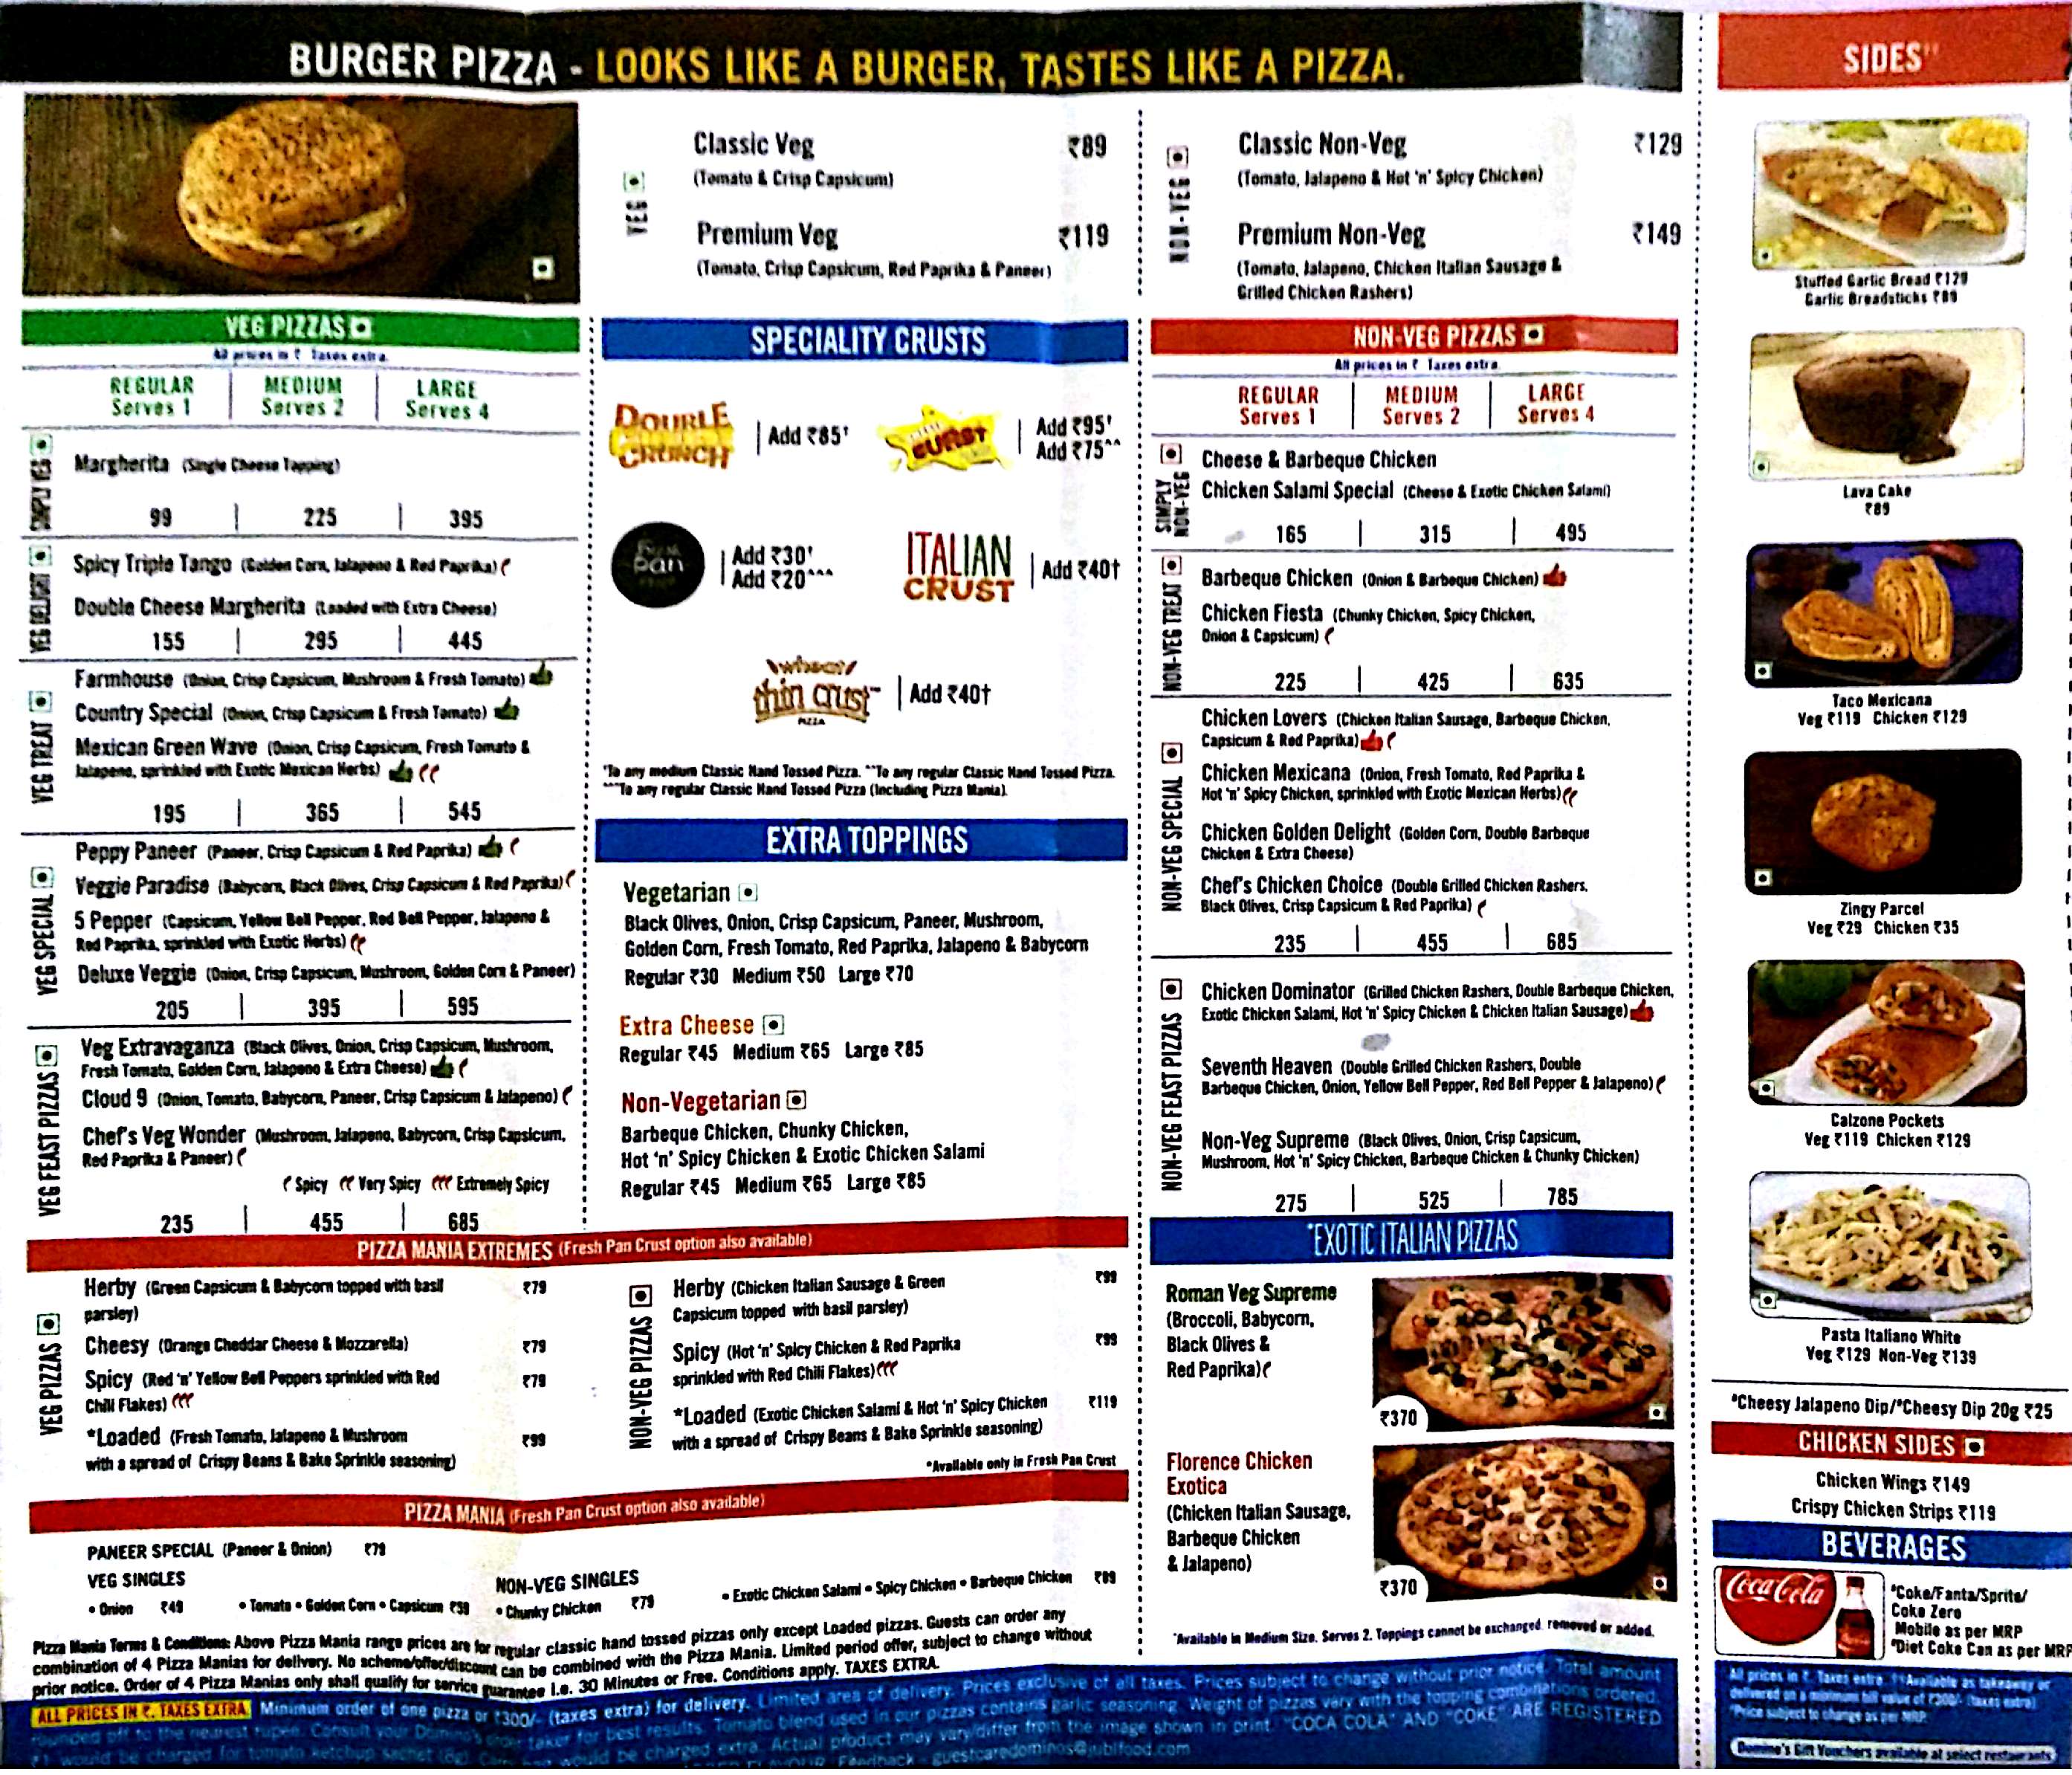 BURGER PIZZA - LOOKS LIKE A BURGER, TASTES LIKE A PIZZA.
VEG
Classic Veg ₹89
(Tomato & Crisp Capsicum)
Premium Veg ₹119
(Tomato, Crisp Capsicum, Red Paprika & Paneer)
NON-VEG
Classic Non-Veg ₹129
(Tomato, Jalapeno & Hot 'n' Spicy Chicken)
Premium Non-Veg ₹149
(Tomato, Jalapeno, Chicken Italian Sausage &
Grilled Chicken Rashers)
VEG PIZZAS
All prices in ₹ Taxes extra.
REGULAR MEDIUM LARGE
Serves 1 Serves 2 Serves 4
SIMPLY VEG
Margherita (Single Cheese Topping)
99 225 395
VEG DELIGHT
Spicy Triple Tango (Golden Corn, Jalapeno & Red Paprika)
Double Cheese Margherita (Loaded with Extra Cheese)
155 295 445
VEG TREAT
Farmhouse (Onion, Crisp Capsicum, Mushroom & Fresh Tomato)
Country Special (Onion, Crisp Capsicum & Fresh Tomato)
Mexican Green Wave (Onion, Crisp Capsicum, Fresh Tomato &
Jalapeno, sprinkled with Exotic Mexican Herbs)
195 365 545
VEG SPECIAL
Peppy Paneer (Paneer, Crisp Capsicum & Red Paprika)
Veggie Paradise (Babycorn, Black Olives, Crisp Capsicum & Red Paprika)
5 Pepper (Capsicum, Yellow Bell Pepper, Red Bell Pepper, Jalapeno &
Red Paprika, sprinkled with Exotic Herbs)
Deluxe Veggie (Onion, Crisp Capsicum, Mushroom, Golden Corn & Paneer)
205 395 595
VEG FEAST PIZZAS
Veg Extravaganza (Black Olives, Onion, Crisp Capsicum, Mushroom,
Fresh Tomato, Golden Corn, Jalapeno & Extra Cheese)
Cloud 9 (Onion, Tomato, Babycorn, Paneer, Crisp Capsicum & Jalapeno)
Chef's Veg Wonder (Mushroom, Jalapeno, Babycorn, Crisp Capsicum,
Red Paprika & Paneer)
Spicy Very Spicy Extremely Spicy
235 455 685
SPECIALITY CRUSTS
DOUBLE CRUNCH
Add ₹85†
BURST
Add ₹95†
Add ₹75^^
Pan
Add ₹30†
Add ₹20^^^
ITALIAN CRUST
Add ₹40†
wheat thin crust™ PIZZA
Add ₹40†
†To any medium Classic Hand Tossed Pizza. ^^To any regular Classic Hand Tossed Pizza.
^^^To any regular Classic Hand Tossed Pizza (Including Pizza Mania).
EXTRA TOPPINGS
Vegetarian
Black Olives, Onion, Crisp Capsicum, Paneer, Mushroom,
Golden Corn, Fresh Tomato, Red Paprika, Jalapeno & Babycorn
Regular ₹30 Medium ₹50 Large ₹70
Extra Cheese
Regular ₹45 Medium ₹65 Large ₹85
Non-Vegetarian
Barbeque Chicken, Chunky Chicken,
Hot 'n' Spicy Chicken & Exotic Chicken Salami
Regular ₹45 Medium ₹65 Large ₹85
NON-VEG PIZZAS
All prices in ₹ Taxes extra.
REGULAR MEDIUM LARGE
Serves 1 Serves 2 Serves 4
SIMPLY NON-VEG
Cheese & Barbeque Chicken
Chicken Salami Special (Cheese & Exotic Chicken Salami)
165 315 495
NON-VEG TREAT
Barbeque Chicken (Onion & Barbeque Chicken)
Chicken Fiesta (Chunky Chicken, Spicy Chicken,
Onion & Capsicum)
225 425 635
NON-VEG SPECIAL
Chicken Lovers (Chicken Italian Sausage, Barbeque Chicken,
Capsicum & Red Paprika)
Chicken Mexicana (Onion, Fresh Tomato, Red Paprika &
Hot 'n' Spicy Chicken, sprinkled with Exotic Mexican Herbs)
Chicken Golden Delight (Golden Corn, Double Barbeque
Chicken & Extra Cheese)
Chef's Chicken Choice (Double Grilled Chicken Rashers,
Black Olives, Crisp Capsicum & Red Paprika)
235 455 685
NON-VEG FEAST PIZZAS
Chicken Dominator (Grilled Chicken Rashers, Double Barbeque Chicken,
Exotic Chicken Salami, Hot 'n' Spicy Chicken & Chicken Italian Sausage)
Seventh Heaven (Double Grilled Chicken Rashers, Double
Barbeque Chicken, Onion, Yellow Bell Pepper, Red Bell Pepper & Jalapeno)
Non-Veg Supreme (Black Olives, Onion, Crisp Capsicum,
Mushroom, Hot 'n' Spicy Chicken, Barbeque Chicken & Chunky Chicken)
275 525 785
PIZZA MANIA EXTREMES (Fresh Pan Crust option also available)
VEG PIZZAS
Herby (Green Capsicum & Babycorn topped with basil ₹79
parsley)
Cheesy (Orange Cheddar Cheese & Mozzarella) ₹79
Spicy (Red 'n' Yellow Bell Peppers sprinkled with Red ₹79
Chili Flakes)
*Loaded (Fresh Tomato, Jalapeno & Mushroom ₹99
with a spread of Crispy Beans & Bake Sprinkle seasoning)
NON-VEG PIZZAS
Herby (Chicken Italian Sausage & Green ₹99
Capsicum topped with basil parsley)
Spicy (Hot 'n' Spicy Chicken & Red Paprika ₹99
sprinkled with Red Chili Flakes)
*Loaded (Exotic Chicken Salami & Hot 'n' Spicy Chicken ₹119
with a spread of Crispy Beans & Bake Sprinkle seasoning)
*Available only in Fresh Pan Crust
PIZZA MANIA (Fresh Pan Crust option also available)
PANEER SPECIAL (Paneer & Onion) ₹79
VEG SINGLES
• Onion ₹49 • Tomato • Golden Corn • Capsicum ₹59
NON-VEG SINGLES
• Chunky Chicken ₹79 • Exotic Chicken Salami • Spicy Chicken • Barbeque Chicken ₹89
Pizza Mania Terms & Conditions: Above Pizza Mania range prices are for regular classic hand tossed pizzas only except Loaded pizzas. Guests can order any
combination of 4 Pizza Manias for delivery. No scheme/offer/discount can be combined with the Pizza Mania. Limited period offer, subject to change without
prior notice. Order of 4 Pizza Manias only shall qualify for service guarantee i.e. 30 Minutes or Free. Conditions apply. TAXES EXTRA.
*EXOTIC ITALIAN PIZZAS
Roman Veg Supreme
(Broccoli, Babycorn,
Black Olives &
Red Paprika)
₹370
Florence Chicken
Exotica
(Chicken Italian Sausage,
Barbeque Chicken
& Jalapeno)
₹370
*Available in Medium Size. Serves 2. Toppings cannot be exchanged, removed or added.
ALL PRICES IN ₹. TAXES EXTRA. Minimum order of one pizza or ₹300/- (taxes extra) for delivery. Limited area of delivery. Prices exclusive of all taxes. Prices subject to change without prior notice. Total amount
rounded off to the nearest rupee. Consult your Domino's order taker for best results. Tomato blend used in our pizzas contains garlic seasoning. Weight of pizzas vary with the topping combinations ordered.
₹1 would be charged for tomato ketchup sachet (8g). would be charged extra. Actual product may vary/differ from the image shown in print. "COCA COLA" AND "COKE" ARE REGISTERED
Feedback - guestcaredominos@jublfood.com
SIDES††
Stuffed Garlic Bread ₹129
Garlic Breadsticks ₹89
Lava Cake
₹89
Taco Mexicana
Veg ₹119 Chicken ₹129
Zingy Parcel
Veg ₹29 Chicken ₹35
Calzone Pockets
Veg ₹119 Chicken ₹129
Pasta Italiano White
Veg ₹129 Non-Veg ₹139
#Cheesy Jalapeno Dip/#Cheesy Dip 20g ₹25
CHICKEN SIDES
Chicken Wings ₹149
Crispy Chicken Strips ₹119
BEVERAGES
Coca-Cola
#Coke/Fanta/Sprite/
Coke Zero
Mobile as per MRP
#Diet Coke Can as per MRP
All prices in ₹. Taxes extra. ††Available as takeaway or
delivered on a minimum bill value of ₹300/- (taxes extra)
#Price subject to change as per MRP.
Domino's Gift Vouchers available at select restaurants